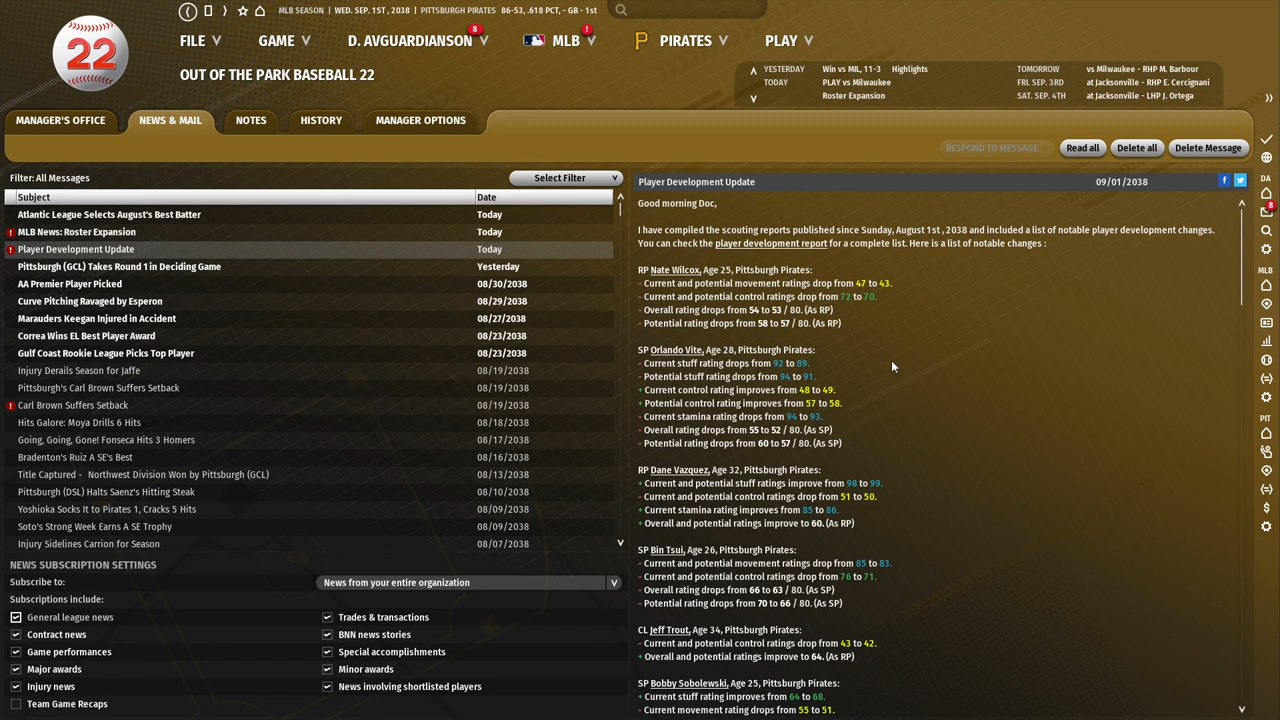 MLB SEASON | WED. SEP. 1ST , 2038 | PITTSBURGH PIRATES 86-53, .618 PCT, - GB - 1st
22
FILE GAME D. AVGUARDIANSON 8 MLB ! PIRATES PLAY
OUT OF THE PARK BASEBALL 22
YESTERDAY Win vs MIL, 11-3 Highlights TOMORROW vs Milwaukee - RHP M. Barbour
TODAY PLAY vs Milwaukee FRI. SEP. 3RD at Jacksonville - RHP E. Cercignani
Roster Expansion SAT. SEP. 4TH at Jacksonville - LHP J. Ortega
MANAGER'S OFFICE NEWS & MAIL NOTES HISTORY MANAGER OPTIONS
RESPOND TO MESSAGE Read all Delete all Delete Message
Filter: All Messages Select Filter
Subject Date
Atlantic League Selects August's Best Batter Today
MLB News: Roster Expansion Today
Player Development Update Today
Pittsburgh (GCL) Takes Round 1 in Deciding Game Yesterday
AA Premier Player Picked 08/30/2038
Curve Pitching Ravaged by Esperon 08/29/2038
Marauders Keegan Injured in Accident 08/27/2038
Correa Wins EL Best Player Award 08/23/2038
Gulf Coast Rookie League Picks Top Player 08/23/2038
Injury Derails Season for Jaffe 08/19/2038
Pittsburgh's Carl Brown Suffers Setback 08/19/2038
Carl Brown Suffers Setback 08/19/2038
Hits Galore: Moya Drills 6 Hits 08/18/2038
Going, Going, Gone! Fonseca Hits 3 Homers 08/17/2038
Bradenton's Ruiz A SE's Best 08/16/2038
Title Captured - Northwest Division Won by Pittsburgh (GCL) 08/13/2038
Pittsburgh (DSL) Halts Saenz's Hitting Steak 08/10/2038
Yoshioka Socks It to Pirates 1, Cracks 5 Hits 08/09/2038
Soto's Strong Week Earns A SE Trophy 08/09/2038
Injury Sidelines Carrion for Season 08/07/2038
NEWS SUBSCRIPTION SETTINGS
Subscribe to: News from your entire organization
Subscriptions include:
General league news Trades & transactions
Contract news BNN news stories
Game performances Special accomplishments
Major awards Minor awards
Injury news News involving shortlisted players
Team Game Recaps
Player Development Update 09/01/2038
Good morning Doc,
I have compiled the scouting reports published since Sunday, August 1st , 2038 and included a list of notable player development changes.
You can check the player development report for a complete list. Here is a list of notable changes :
RP Nate Wilcox, Age 25, Pittsburgh Pirates:
- Current and potential movement ratings drop from 47 to 43.
- Current and potential control ratings drop from 72 to 70.
- Overall rating drops from 54 to 53 / 80. (As RP)
- Potential rating drops from 58 to 57 / 80. (As RP)
SP Orlando Vite, Age 28, Pittsburgh Pirates:
- Current stuff rating drops from 92 to 89.
- Potential stuff rating drops from 94 to 91.
+ Current control rating improves from 48 to 49.
+ Potential control rating improves from 57 to 58.
- Current stamina rating drops from 94 to 93.
- Overall rating drops from 55 to 52 / 80. (As SP)
- Potential rating drops from 60 to 57 / 80. (As SP)
RP Dane Vazquez, Age 32, Pittsburgh Pirates:
+ Current and potential stuff ratings improve from 98 to 99.
- Current and potential control ratings drop from 51 to 50.
+ Current stamina rating improves from 85 to 86.
+ Overall and potential ratings improve to 60. (As RP)
SP Bin Tsui, Age 26, Pittsburgh Pirates:
- Current and potential movement ratings drop from 85 to 83.
- Current and potential control ratings drop from 76 to 71.
- Overall rating drops from 66 to 63 / 80. (As SP)
- Potential rating drops from 70 to 66 / 80. (As SP)
CL Jeff Trout, Age 34, Pittsburgh Pirates:
- Current and potential control ratings drop from 43 to 42.
+ Overall and potential ratings improve to 64. (As RP)
SP Bobby Sobolewski, Age 25, Pittsburgh Pirates:
+ Current stuff rating improves from 64 to 68.
- Current movement rating drops from 55 to 51.
DA
8
MLB
PIT